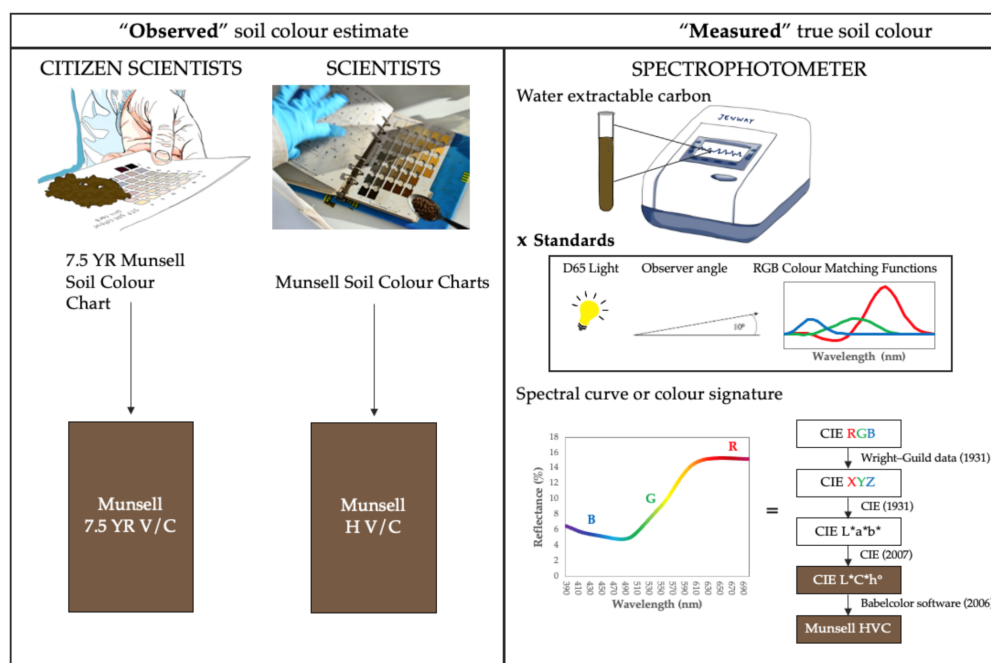 “Observed” soil colour estimate
“Measured” true soil colour
CITIZEN SCIENTISTS
SCIENTISTS
7.5 YR Munsell
Soil Colour
Chart
Munsell Soil Colour Charts
Munsell
7.5 YR V/C
Munsell
H V/C
SPECTROPHOTOMETER
Water extractable carbon
JENWAY
x Standards
D65 Light
Observer angle
RGB Colour Matching Functions
10º
Wavelength (nm)
Spectral curve or colour signature
Reflectance (%)
18
16
14
12
10
8
6
4
2
0
B
G
R
390
410
430
450
470
490
510
530
550
570
590
610
630
650
670
690
Wavelength (nm)
=
CIE RGB
Wright–Guild data (1931)
CIE XYZ
CIE (1931)
CIE L*a*b*
CIE (2007)
CIE L*C*hº
Babelcolor software (2006)
Munsell HVC